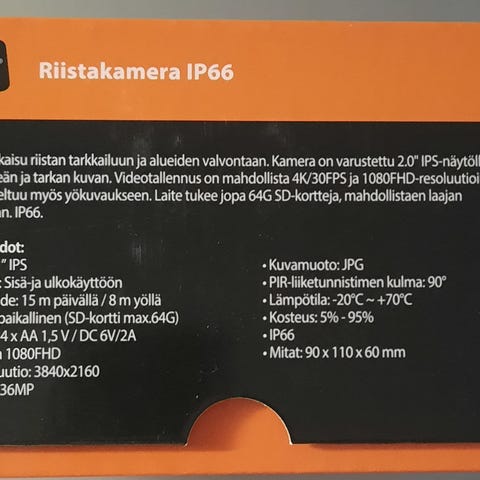 Riistakamera IP66
kaisu riistan tarkkailuun ja alueiden valvontaan. Kamera on varustettu 2.0" IPS-näytöll
eän ja tarkan kuvan. Videotallennus on mahdollista 4K/30FPS ja 1080FHD-resoluutioi
eltuu myös yökuvaukseen. Laite tukee jopa 64G SD-kortteja, mahdollistaen laajan
n. IP66.
dot:
" IPS
: Sisä-ja ulkokäyttöön
de: 15 m päivällä / 8 m yöllä
paikallinen (SD-kortti max.64G)
4 x AA 1,5 V / DC 6V/2A
1080FHD
uutio: 3840x2160
36MP
• Kuvamuoto: JPG
• PIR-liiketunnistimen kulma: 90°
• Lämpötila: -20°C ~ +70°C
• Kosteus: 5% - 95%
• IP66
• Mitat: 90 x 110 x 60 mm